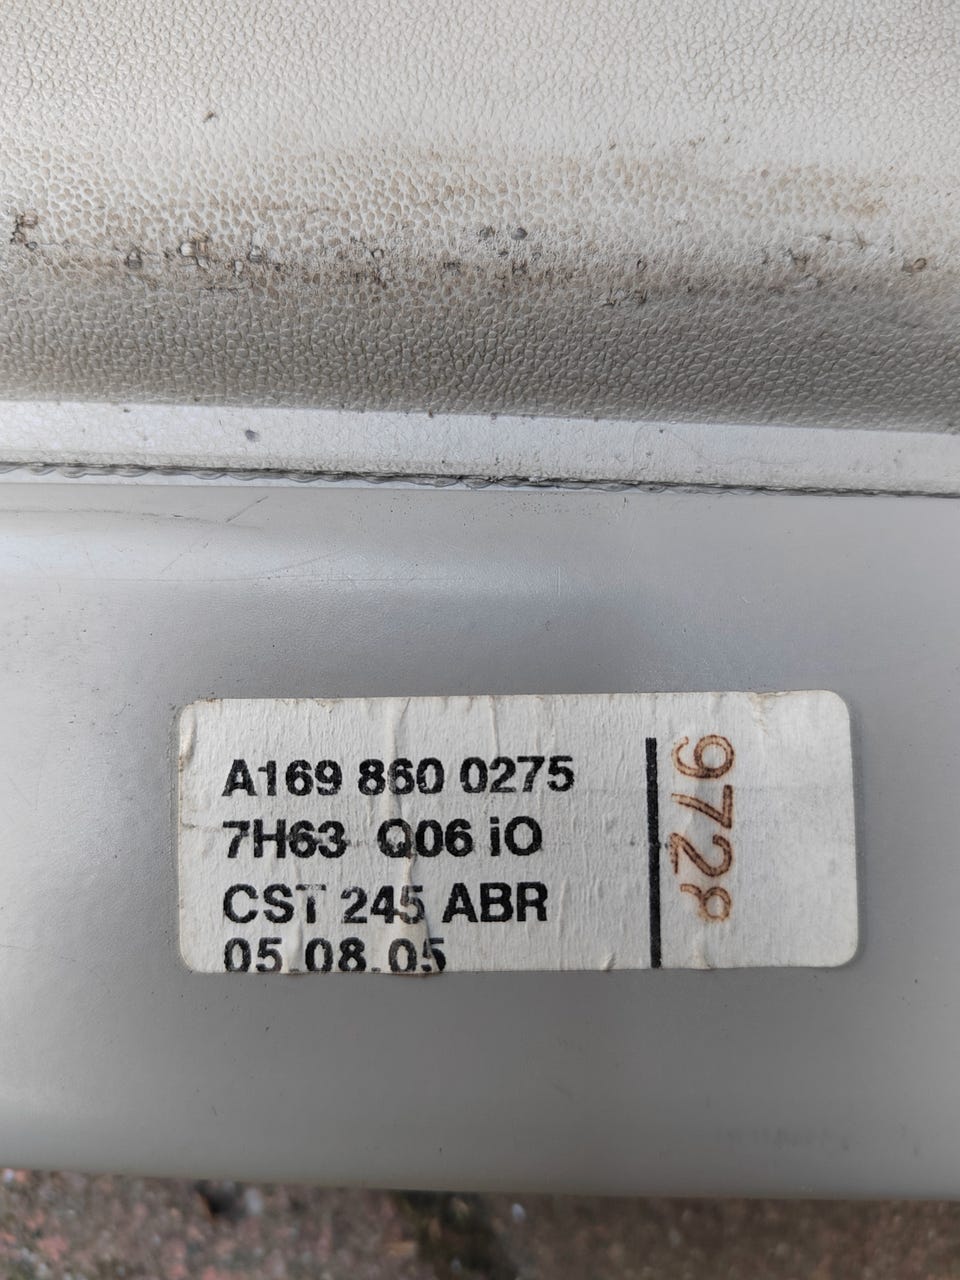 A169 860 0275
7H63 Q06 iO
CST 245 ABR
05.08.05
9728